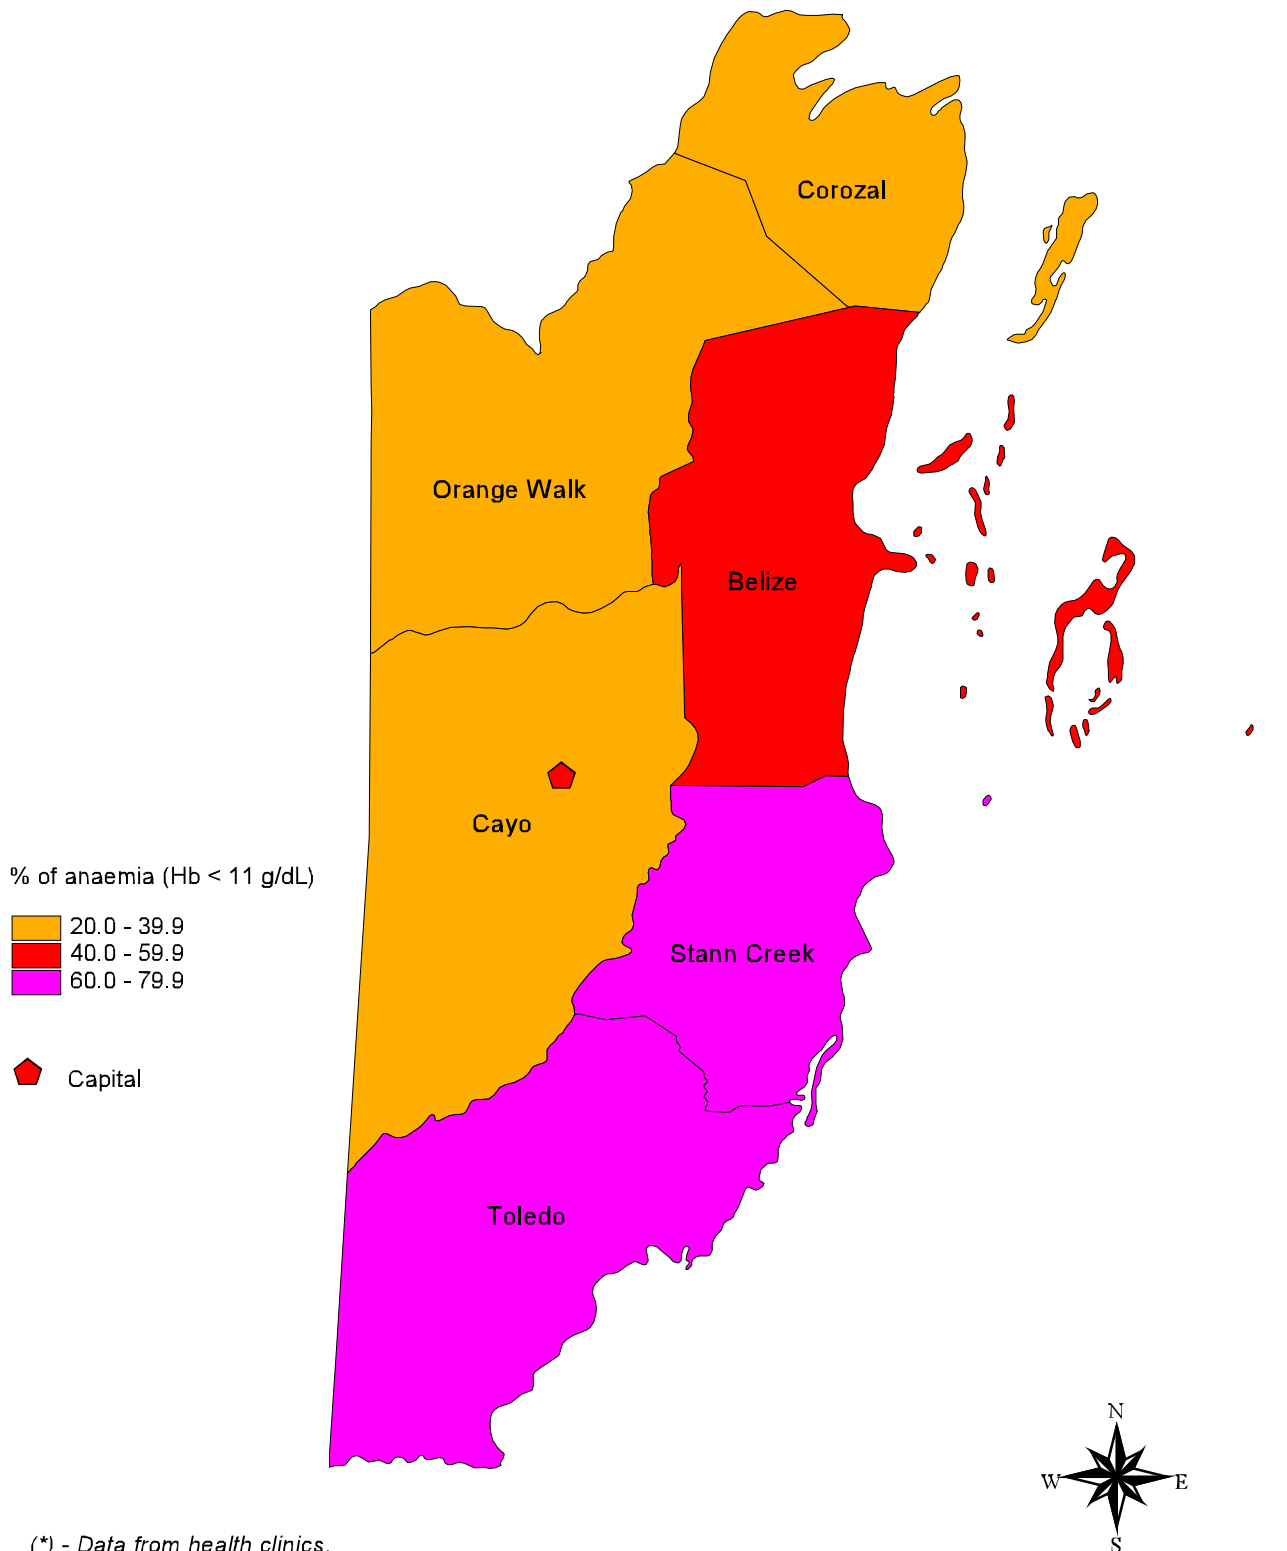 Corozal
Orange Walk
Belize
Cayo
% of anaemia (Hb < 11 g/dL)
20.0 - 39.9
40.0 - 59.9
60.0 - 79.9
Stann Creek
Capital
Toledo
N
W E
S
(*) - Data from health clinics.